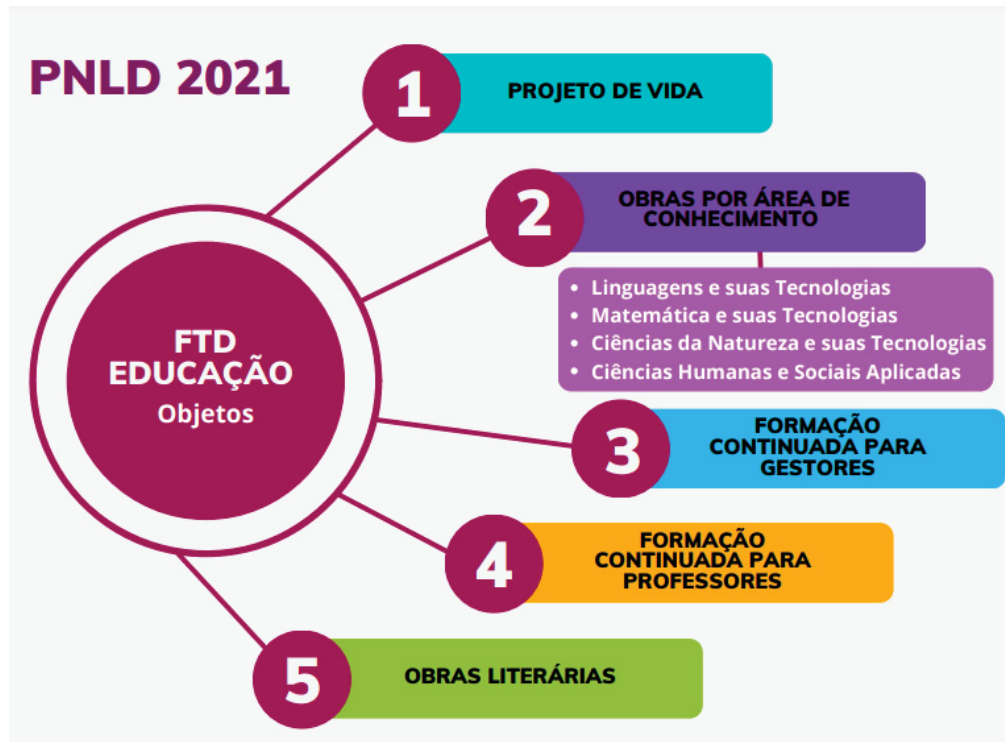 PNLD 2021
1
PROJETO DE VIDA
2
OBRAS POR ÁREA DE
CONHECIMENTO
• Linguagens e suas Tecnologias
• Matemática e suas Tecnologias
• Ciências da Natureza e suas Tecnologias
• Ciências Humanas e Sociais Aplicadas
FTD
EDUCAÇÃO
Objetos
3
FORMAÇÃO
CONTINUADA PARA
GESTORES
4
FORMAÇÃO
CONTINUADA PARA
PROFESSORES
5
OBRAS LITERÁRIAS